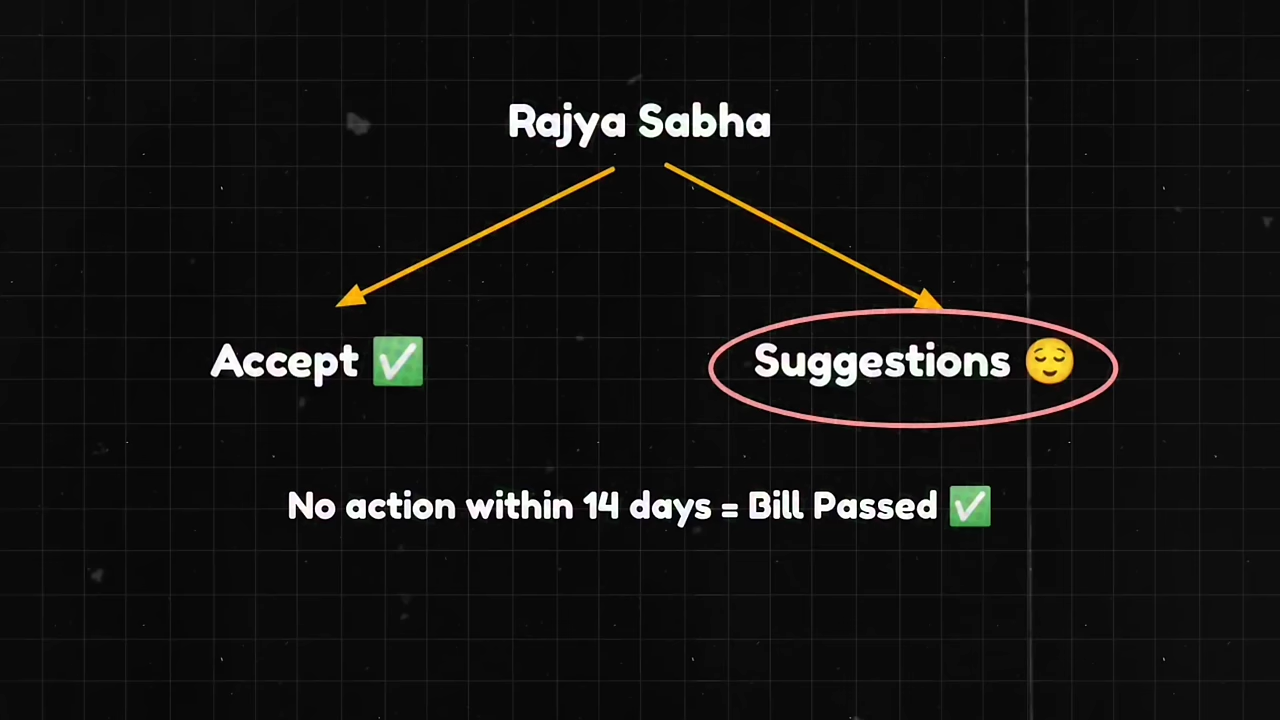 Rajya Sabha
Accept ✅
Suggestions 😌
No action within 14 days = Bill Passed ✅